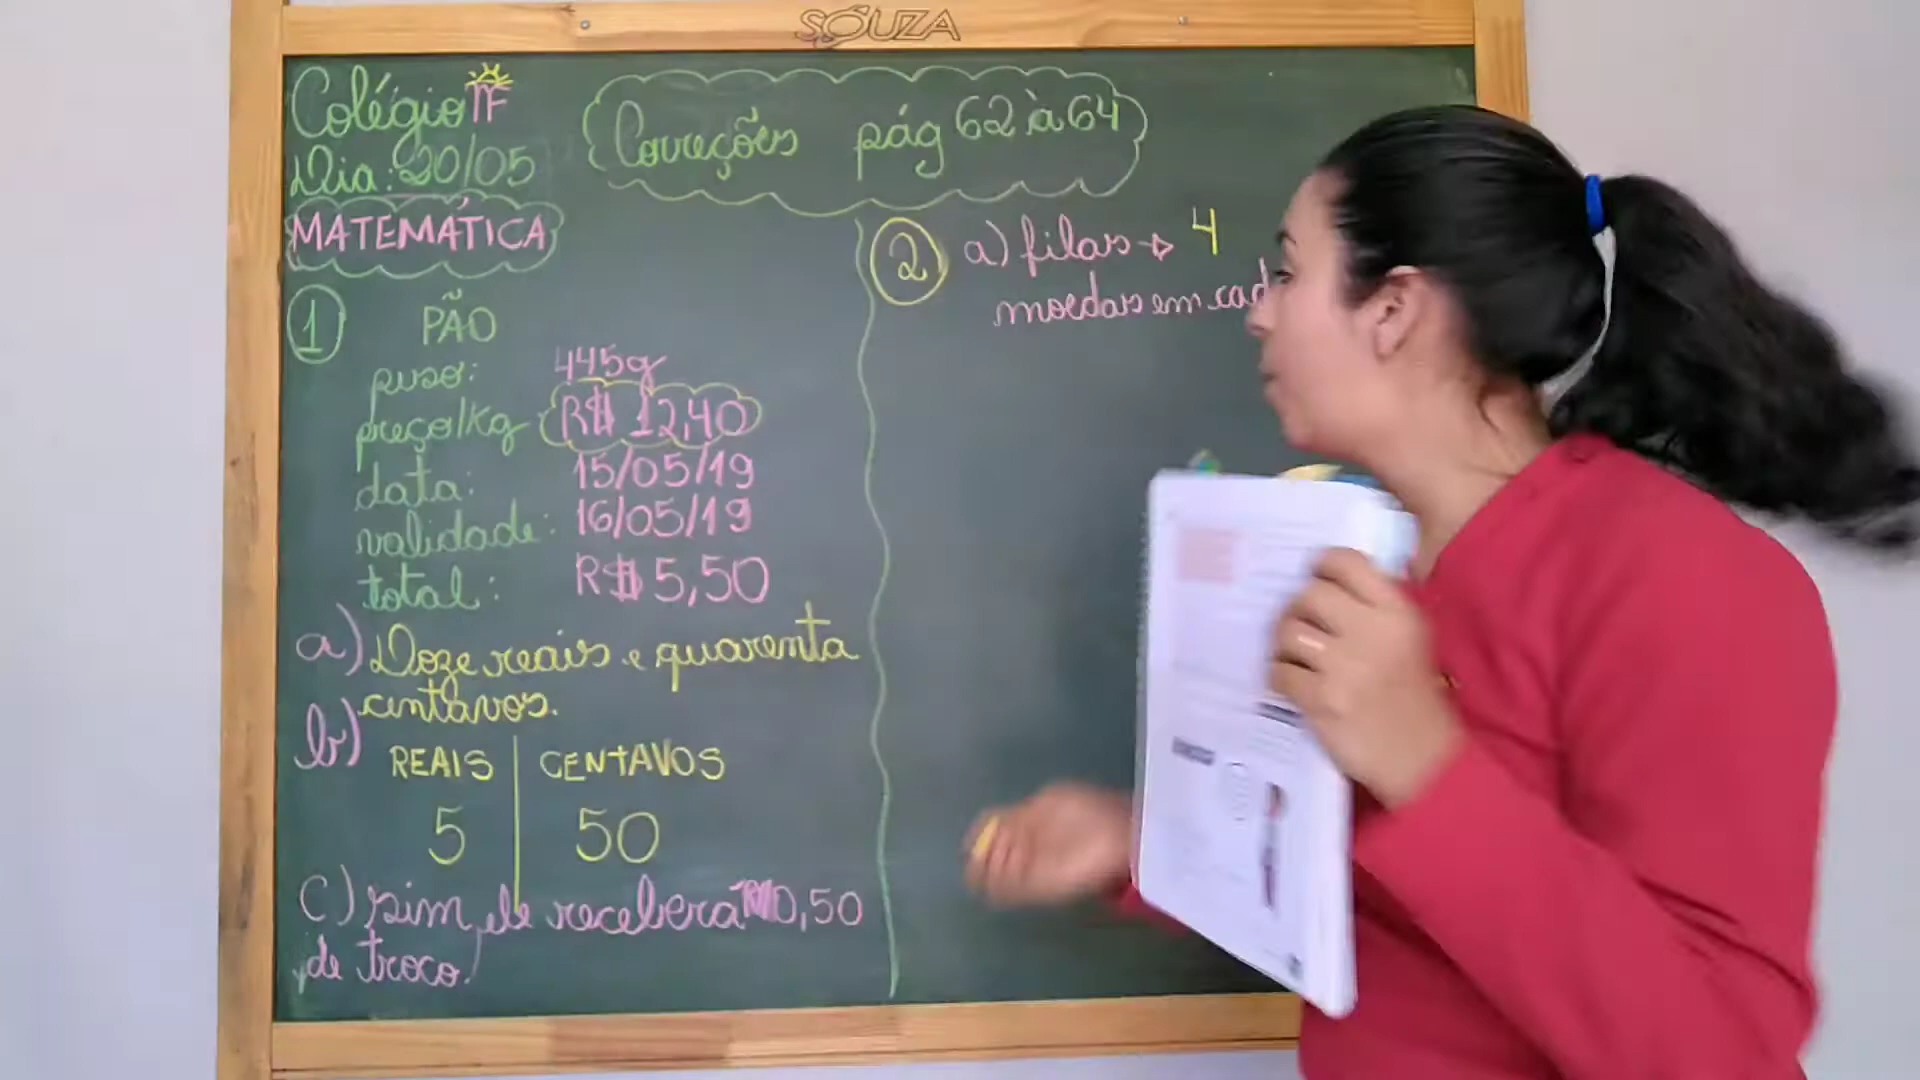 SOUZA
Colégio TF
Dia: 20/05
MATEMÁTICA
Correções pág 62 à 64
1 PÃO
peso: 445g
preço/Kg R$ 12,40
data: 15/05/19
validade: 16/05/19
total: R$ 5,50
a) Doze reais e quarenta
centavos.
b) REAIS CENTAVOS
5 50
c) sim, ele receberá R$ 0,50
de troco.
2 a) filas → 4
moedas em cad